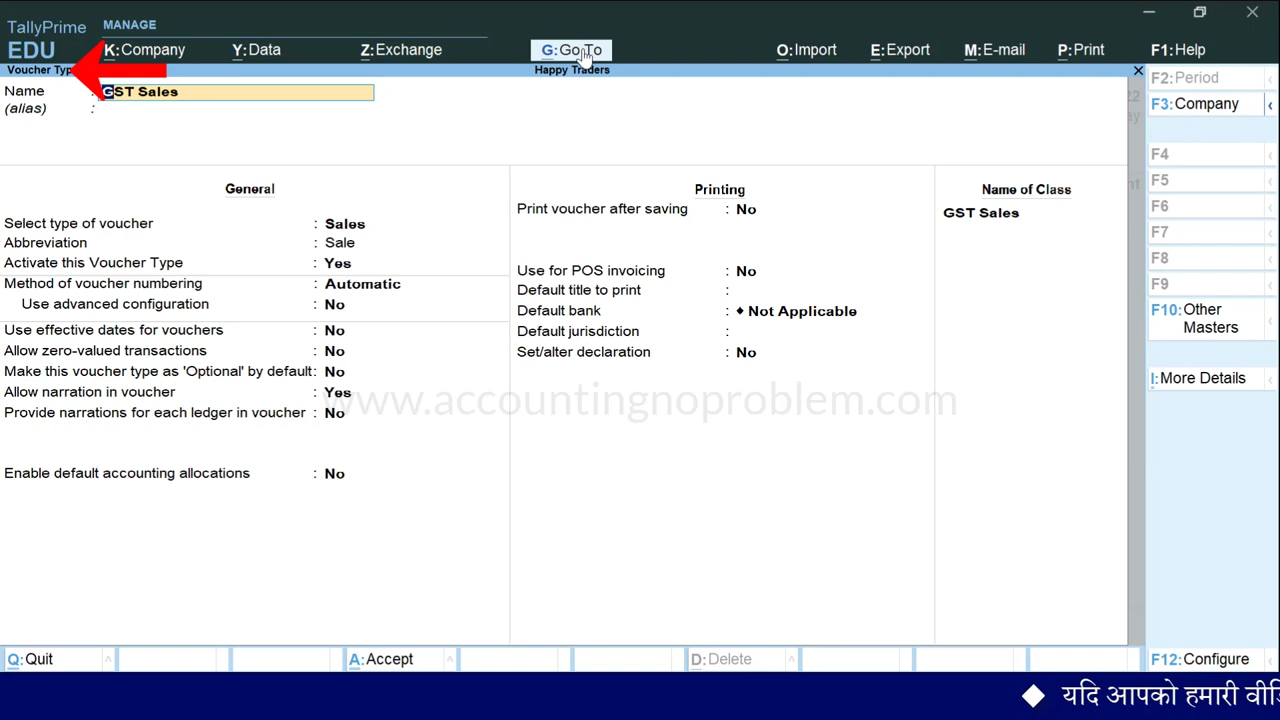 TallyPrime
EDU
MANAGE
K:Company Y:Data Z:Exchange G:Go To O:Import E:Export M:E-mail P:Print F1:Help
Voucher Happy Traders
Name : GST Sales
(alias) :
General
Select type of voucher : Sales
Abbreviation : Sale
Activate this Voucher Type : Yes
Method of voucher numbering : Automatic
Use advanced configuration : No
Use effective dates for vouchers : No
Allow zero-valued transactions : No
Make this voucher type as 'Optional' by default : No
Allow narration in voucher : Yes
Provide narrations for each ledger in voucher : No
Enable default accounting allocations : No
Printing
Print voucher after saving : No
Use for POS invoicing : No
Default title to print :
Default bank : ♦ Not Applicable
Default jurisdiction :
Set/alter declaration : No
Name of Class
GST Sales
www.accountingnoproblem.com
F2:Period
F3:Company
F4
F5
F6
F7
F8
F9
F10:Other
Masters
I:More Details
F12:Configure
Q:Quit A:Accept D:Delete
◆ यदि आपको हमारी